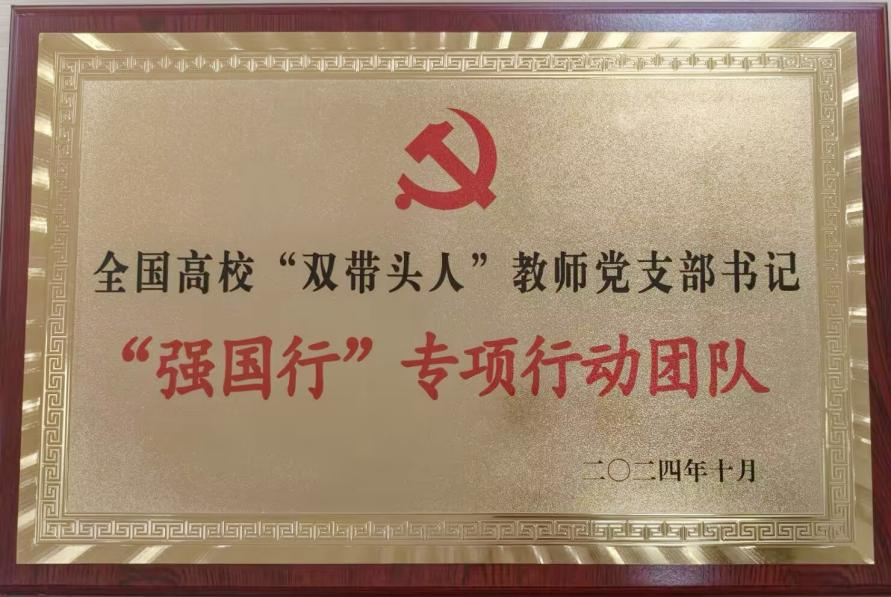 全国高校“双带头人”教师党支部书记
“强国行”专项行动团队
二〇二四年十月